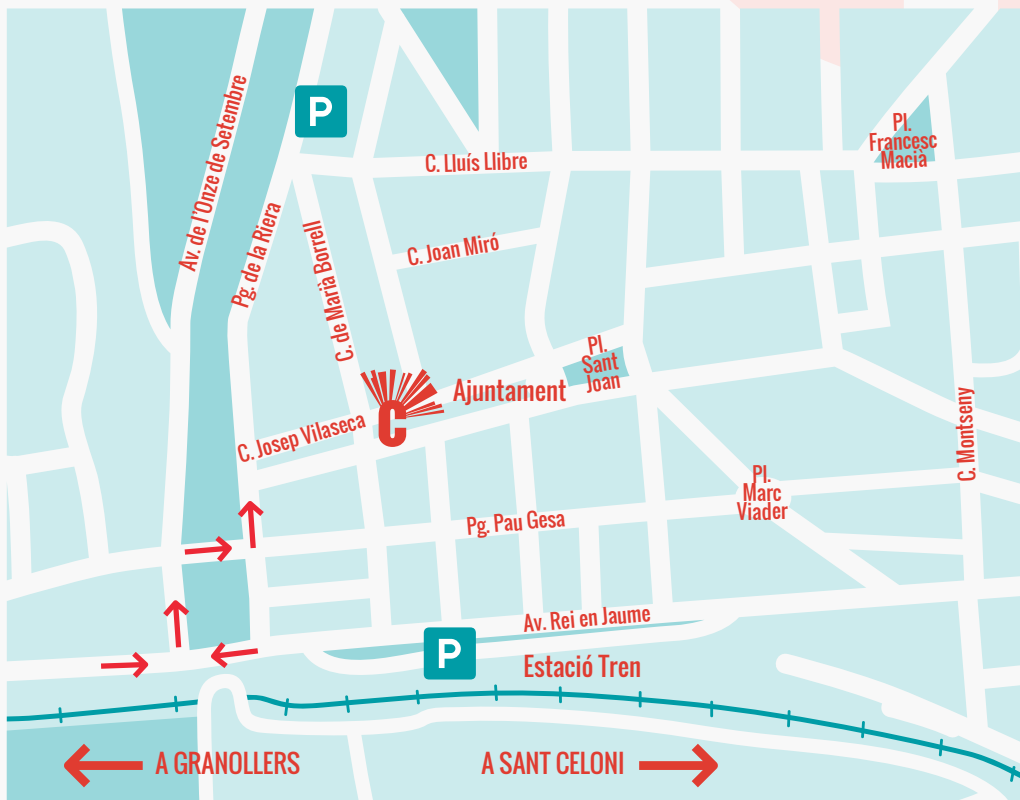 P
Av. de l'Onze de Setembre
Pl.
Francesc
Macià
C. Lluís Llibre
Pg. de la Riera
C. de Marià Borrell
C. Joan Miró
Pl.
Sant
Joan
Ajuntament
C
C. Josep Vilaseca
C. Montseny
Pl.
Marc
Viader
Pg. Pau Gesa
Av. Rei en Jaume
P
Estació Tren
A GRANOLLERS
A SANT CELONI